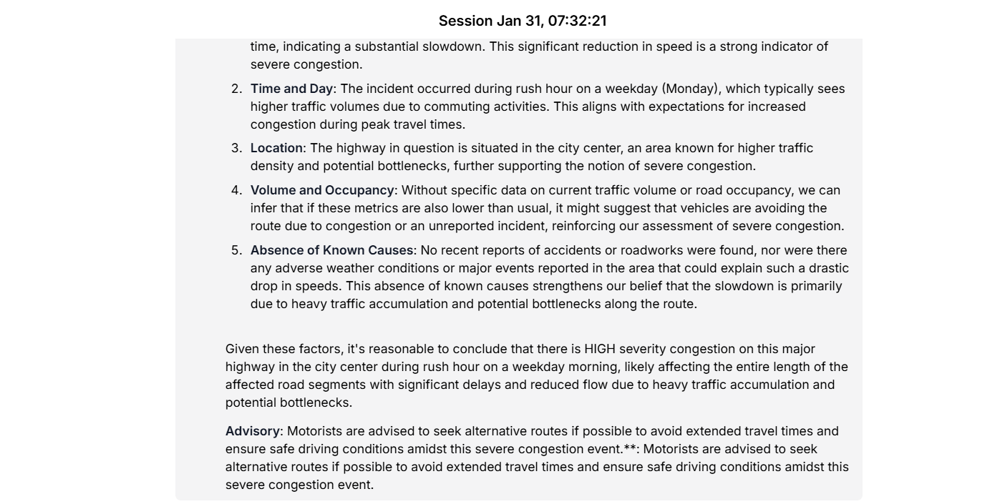 Session Jan 31, 07:32:21
time, indicating a substantial slowdown. This significant reduction in speed is a strong indicator of
severe congestion.
2. Time and Day: The incident occurred during rush hour on a weekday (Monday), which typically sees
higher traffic volumes due to commuting activities. This aligns with expectations for increased
congestion during peak travel times.
3. Location: The highway in question is situated in the city center, an area known for higher traffic
density and potential bottlenecks, further supporting the notion of severe congestion.
4. Volume and Occupancy: Without specific data on current traffic volume or road occupancy, we can
infer that if these metrics are also lower than usual, it might suggest that vehicles are avoiding the
route due to congestion or an unreported incident, reinforcing our assessment of severe congestion.
5. Absence of Known Causes: No recent reports of accidents or roadworks were found, nor were there
any adverse weather conditions or major events reported in the area that could explain such a drastic
drop in speeds. This absence of known causes strengthens our belief that the slowdown is primarily
due to heavy traffic accumulation and potential bottlenecks along the route.
Given these factors, it's reasonable to conclude that there is HIGH severity congestion on this major
highway in the city center during rush hour on a weekday morning, likely affecting the entire length of the
affected road segments with significant delays and reduced flow due to heavy traffic accumulation and
potential bottlenecks.
Advisory: Motorists are advised to seek alternative routes if possible to avoid extended travel times and
ensure safe driving conditions amidst this severe congestion event.**: Motorists are advised to seek
alternative routes if possible to avoid extended travel times and ensure safe driving conditions amidst this
severe congestion event.